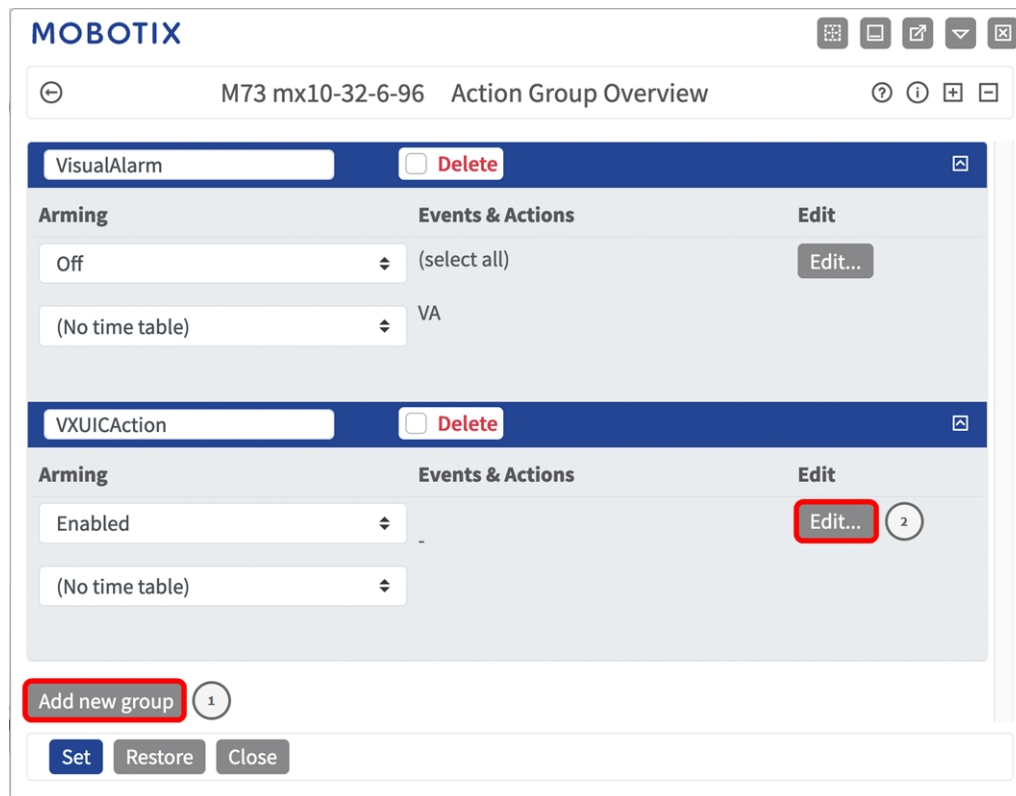 MOBOTIX
M73 mx10-32-6-96 Action Group Overview
VisualAlarm Delete
Arming Events & Actions Edit
Off (select all) Edit...
(No time table) VA
VXUICAction Delete
Arming Events & Actions Edit
Enabled - Edit... 2
(No time table)
Add new group 1
Set Restore Close